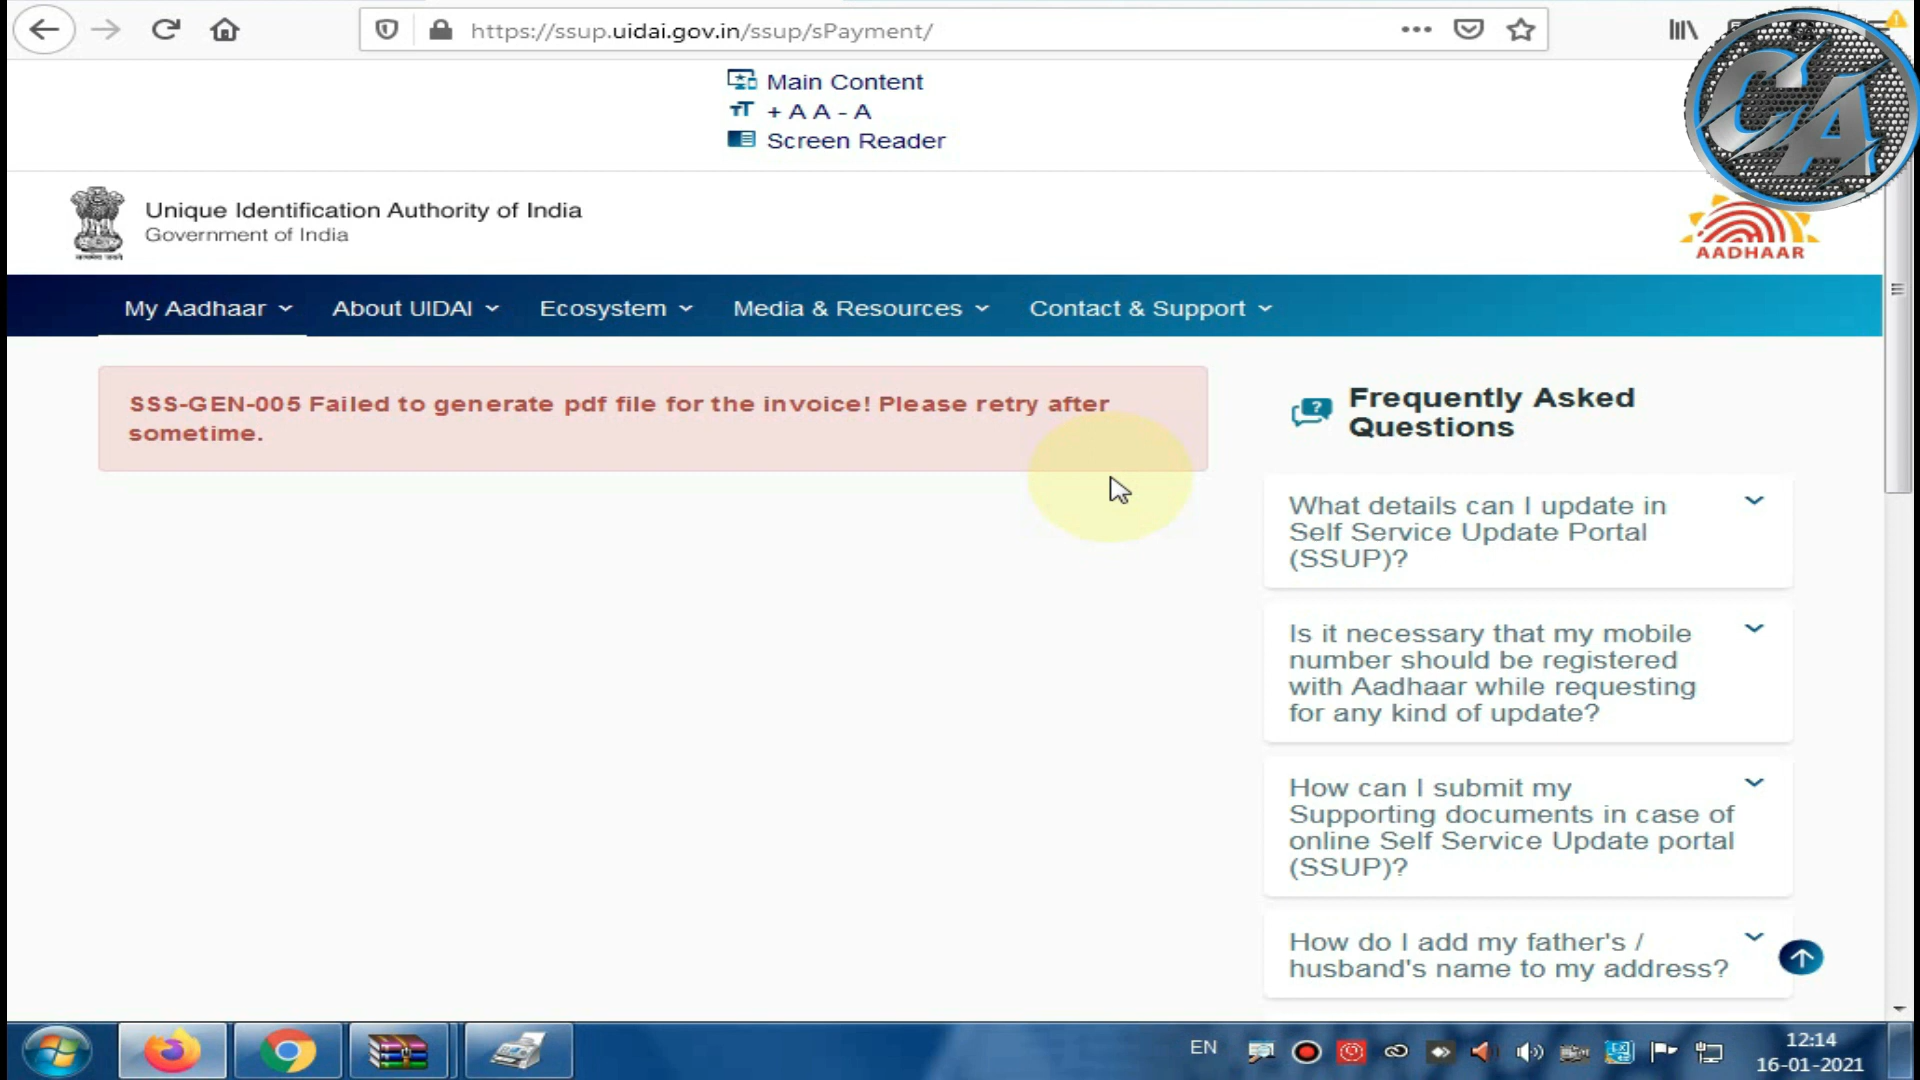 https://ssup.uidai.gov.in/ssup/sPayment/
Main Content
+ A A - A
Screen Reader
CA
Unique Identification Authority of India
Government of India
AADHAAR
My Aadhaar
About UIDAI
Ecosystem
Media & Resources
Contact & Support
SSS-GEN-005 Failed to generate pdf file for the invoice! Please retry after
sometime.
Frequently Asked
Questions
What details can I update in
Self Service Update Portal
(SSUP)?
Is it necessary that my mobile
number should be registered
with Aadhaar while requesting
for any kind of update?
How can I submit my
Supporting documents in case of
online Self Service Update portal
(SSUP)?
How do I add my father's /
husband's name to my address?
EN
12:14
16-01-2021